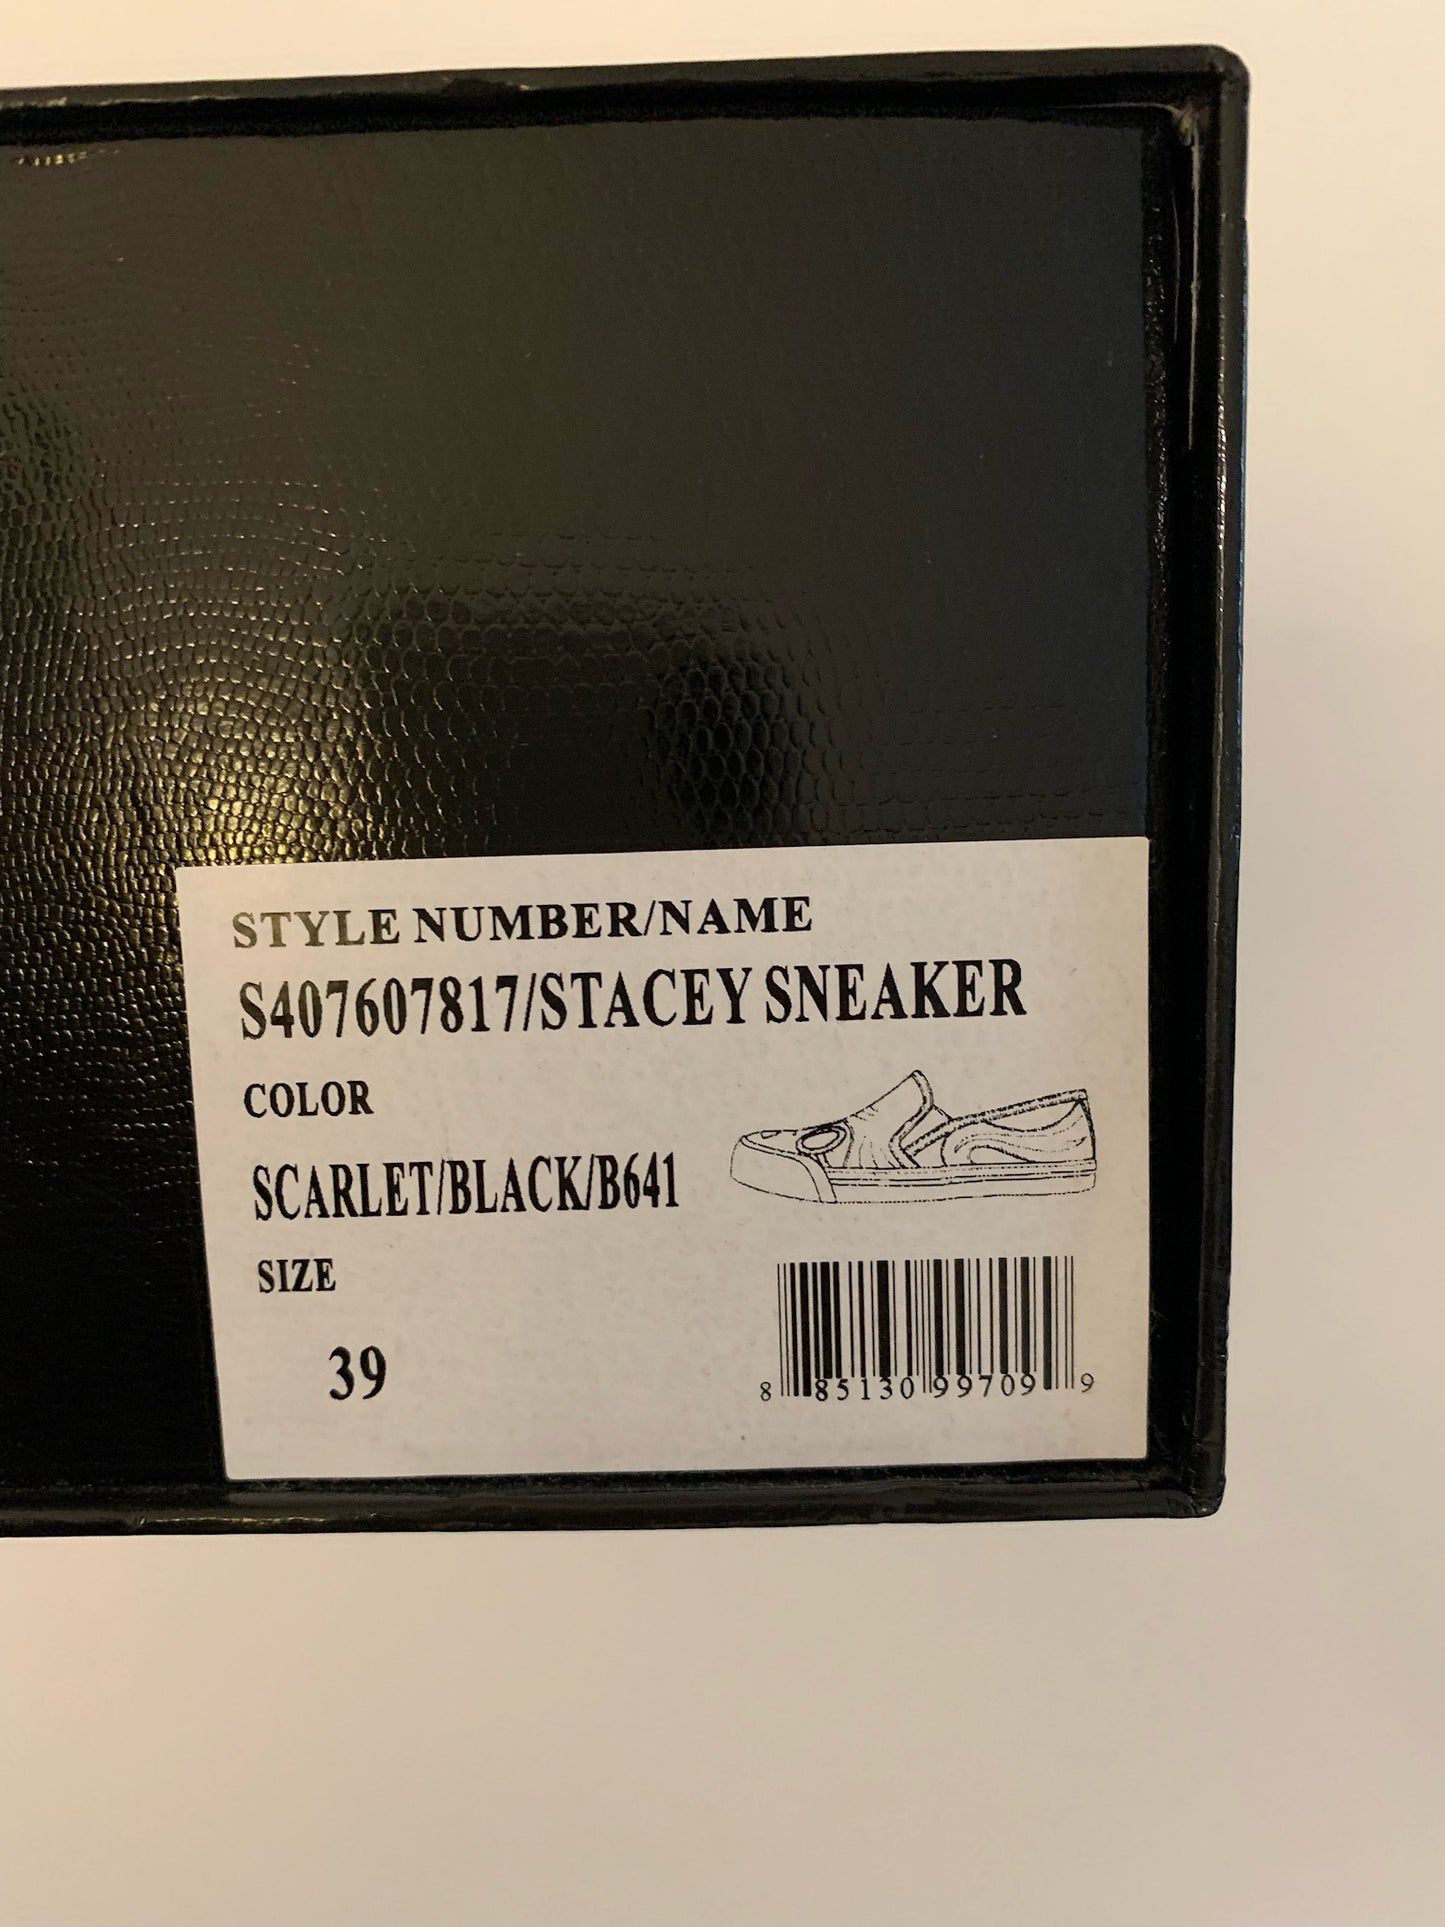 STYLE NUMBER/NAME
S407607817/STACEY SNEAKER
COLOR
SCARLET/BLACK/B641
SIZE
39
8 85130 99709 9